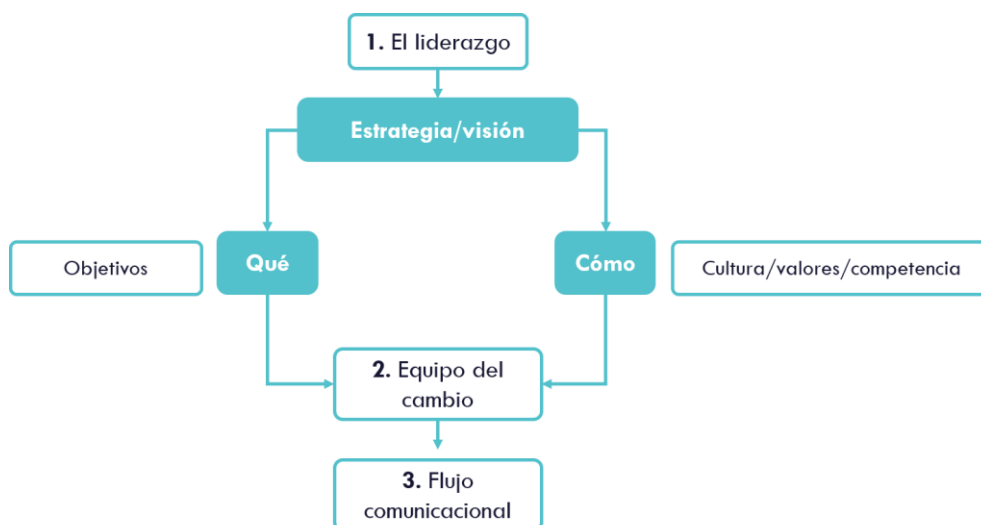 1. El liderazgo
Estrategia/visión
Objetivos
Qué
Cómo
Cultura/valores/competencia
2. Equipo del
cambio
3. Flujo
comunicacional